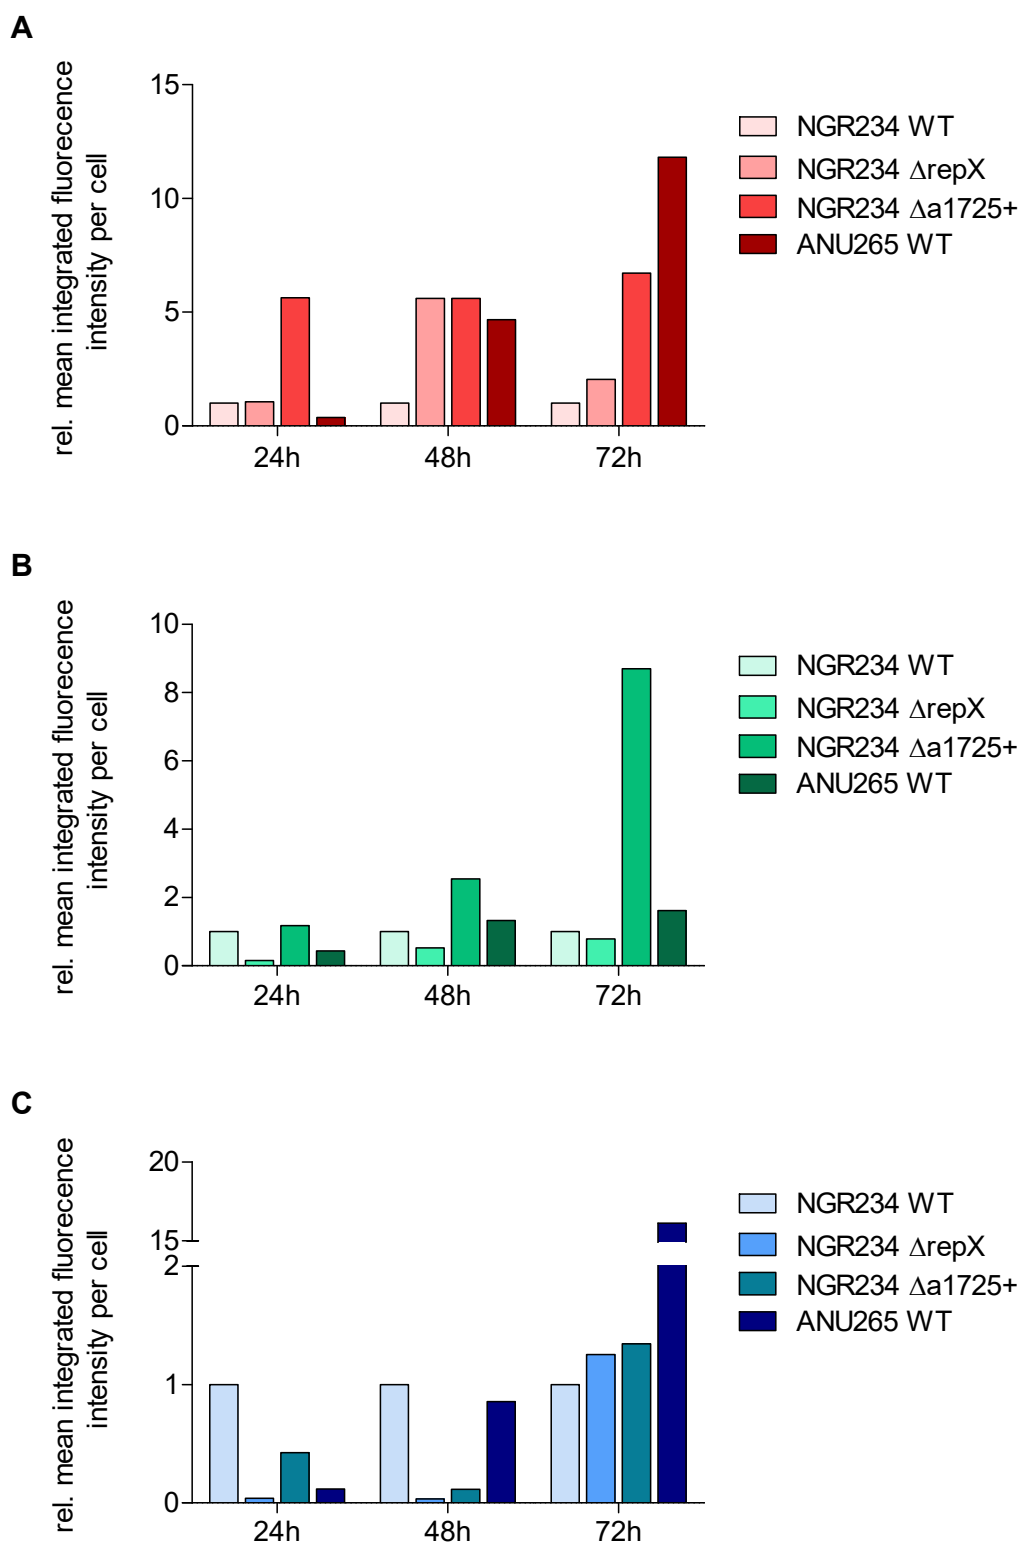 A
rel. mean integrated fluorecence
intensity per cell
15
10
5
0
24h
48h
72h
NGR234 WT
NGR234 ΔrepX
NGR234 Δa1725+
ANU265 WT
B
rel. mean integrated fluorecence
intensity per cell
10
8
6
4
2
0
24h
48h
72h
NGR234 WT
NGR234 ΔrepX
NGR234 Δa1725+
ANU265 WT
C
rel. mean integrated fluorecence
intensity per cell
20
15
2
1
0
24h
48h
72h
NGR234 WT
NGR234 ΔrepX
NGR234 Δa1725+
ANU265 WT